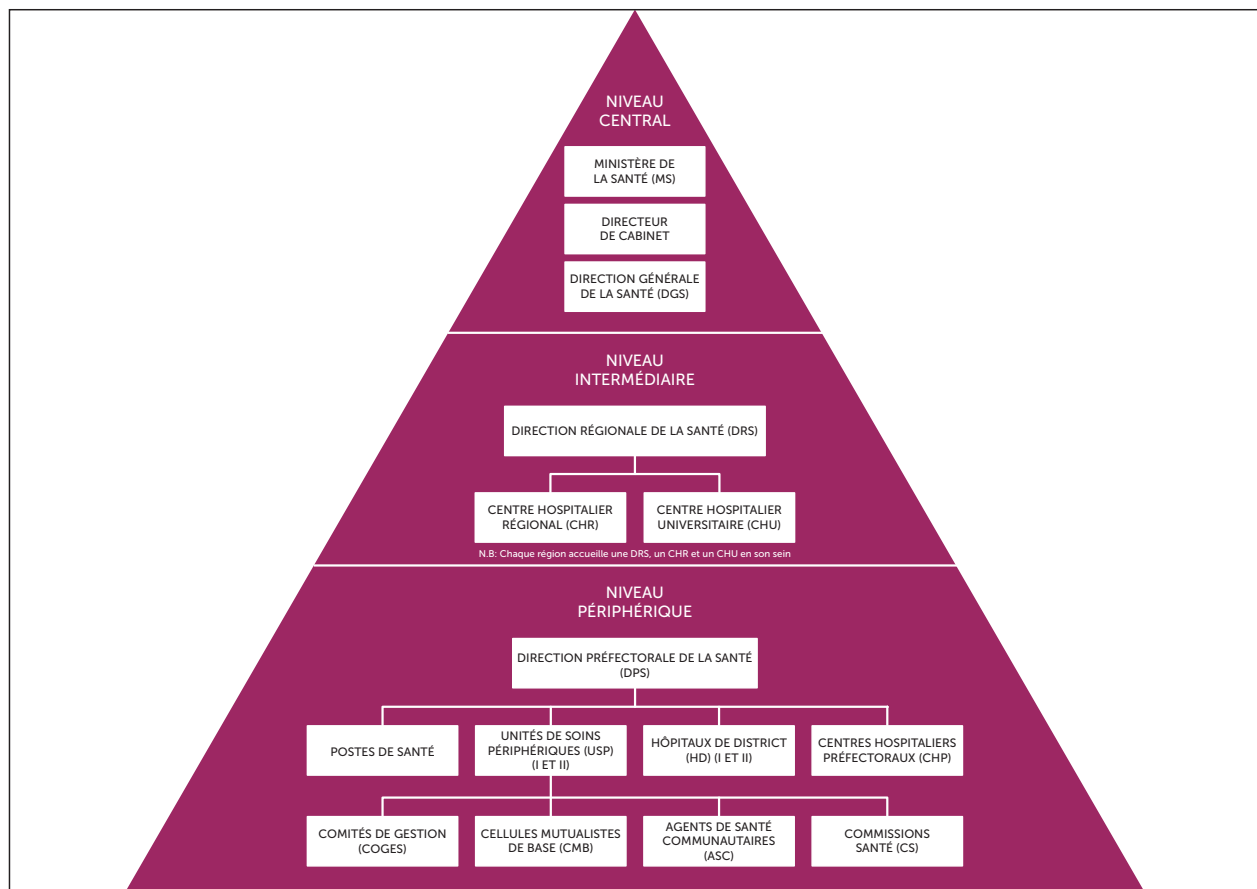 NIVEAU
CENTRAL
MINISTÈRE DE
LA SANTÉ (MS)
DIRECTEUR
DE CABINET
DIRECTION GÉNÉRALE
DE LA SANTÉ (DGS)
NIVEAU
INTERMÉDIAIRE
DIRECTION RÉGIONALE DE LA SANTÉ (DRS)
CENTRE HOSPITALIER
RÉGIONAL (CHR)
CENTRE HOSPITALIER
UNIVERSITAIRE (CHU)
N.B: Chaque région accueille une DRS, un CHR et un CHU en son sein
NIVEAU
PÉRIPHÉRIQUE
DIRECTION PRÉFECTORALE DE LA SANTÉ
(DPS)
POSTES DE SANTÉ
UNITÉS DE SOINS
PÉRIPHÉRIQUES (USP)
(I ET II)
HÔPITAUX DE DISTRICT
(HD) (I ET II)
CENTRES HOSPITALIERS
PRÉFECTORAUX (CHP)
COMITÉS DE GESTION
(COGES)
CELLULES MUTUALISTES
DE BASE (CMB)
AGENTS DE SANTÉ
COMMUNAUTAIRES
(ASC)
COMMISSIONS
SANTÉ (CS)